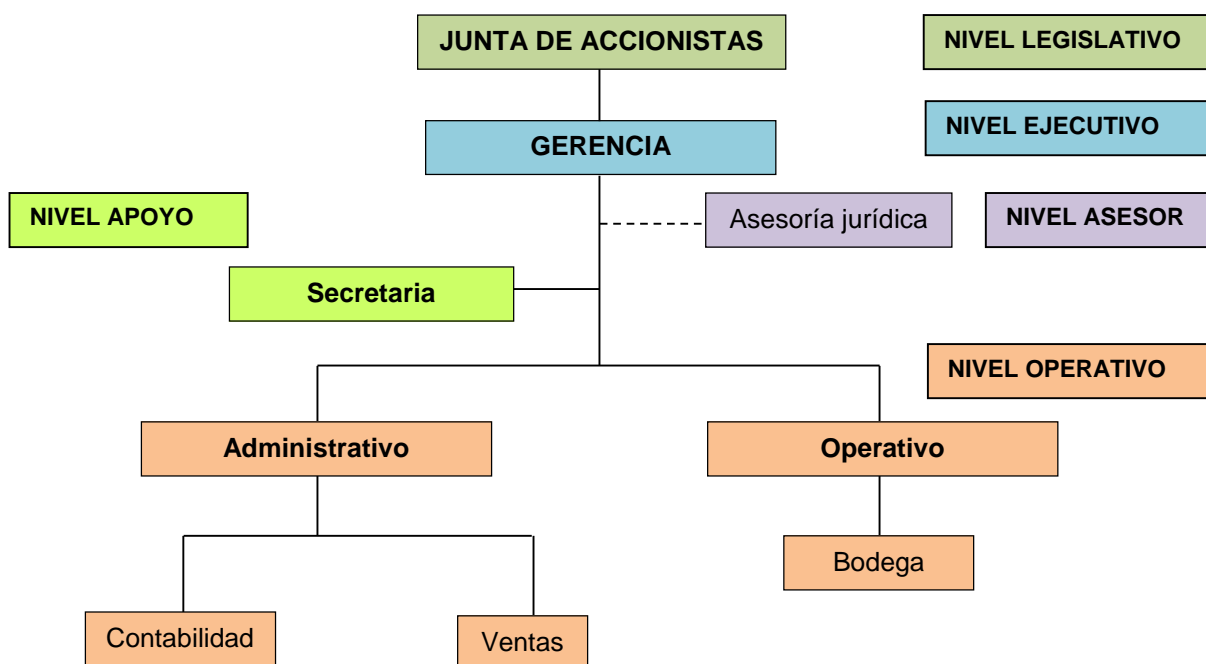 JUNTA DE ACCIONISTAS
NIVEL LEGISLATIVO
NIVEL EJECUTIVO
GERENCIA
NIVEL APOYO
Asesoría jurídica
NIVEL ASESOR
Secretaria
NIVEL OPERATIVO
Administrativo
Operativo
Bodega
Contabilidad
Ventas